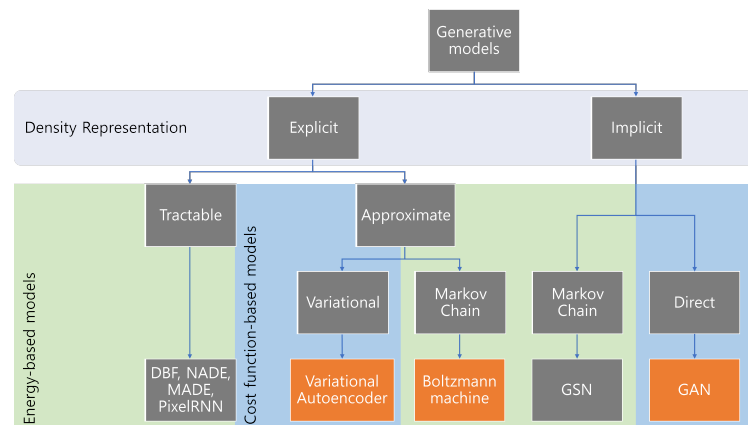 Generative
models
Density Representation
Explicit
Implicit
Tractable
Approximate
Energy-based models
Cost function-based models
Variational
Markov
Chain
Markov
Chain
Direct
DBF, NADE,
MADE,
PixelRNN
Variational
Autoencoder
Boltzmann
machine
GSN
GAN